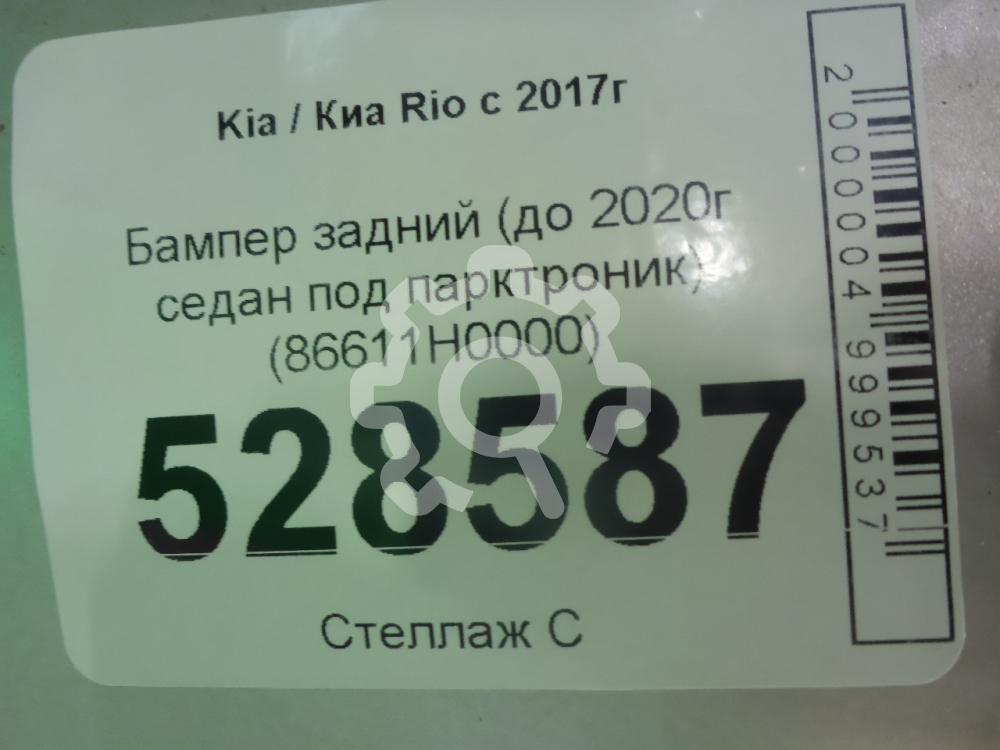 Kia / Киа Rio с 2017г
Бампер задний (до 2020г
седан под парктроник)
(86611H0000)
528587
Стеллаж С
2000004999537